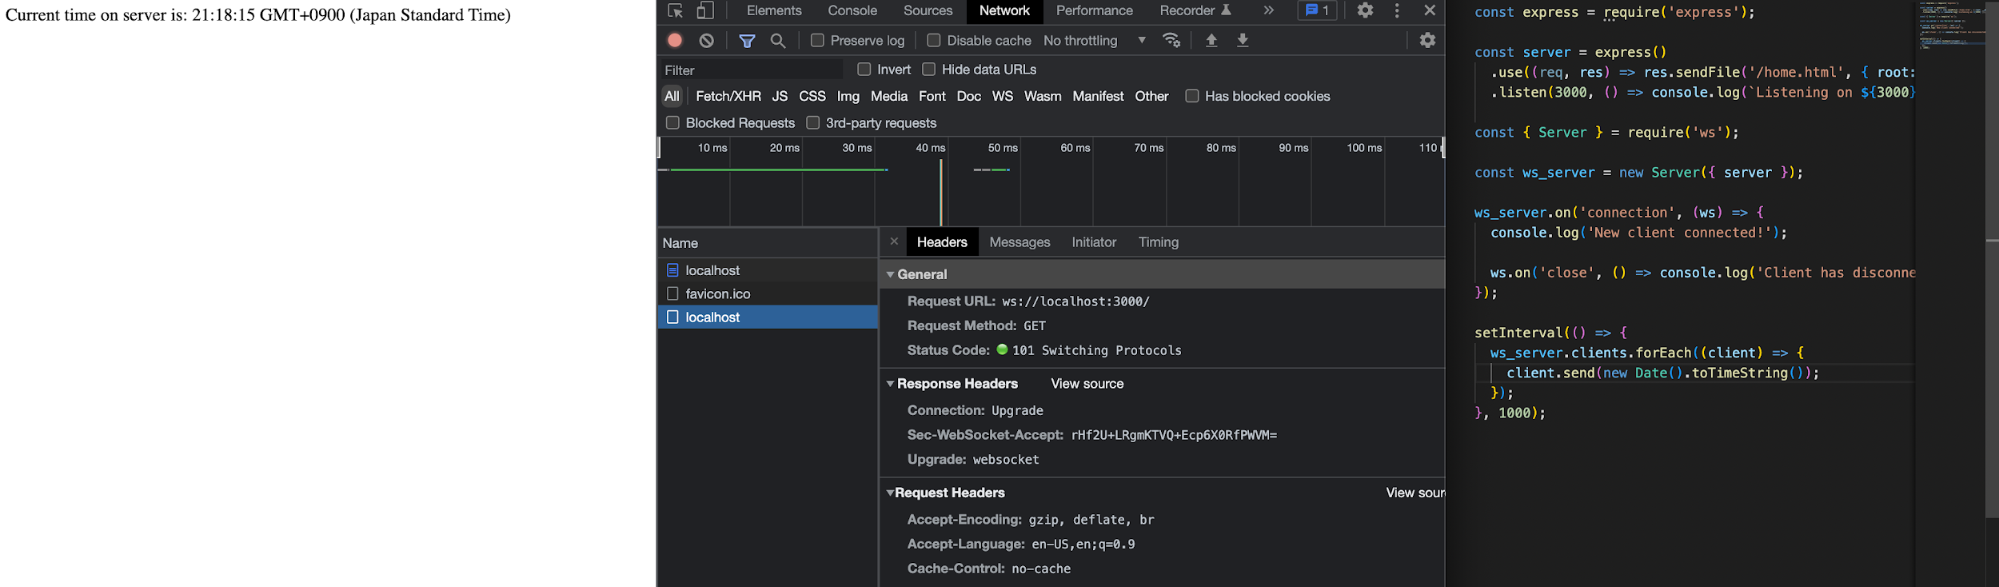 Current time on server is: 21:18:15 GMT+0900 (Japan Standard Time)
Elements Console Sources Network Performance Recorder » 1
Preserve log Disable cache No throttling
Filter Invert Hide data URLs
All Fetch/XHR JS CSS Img Media Font Doc WS Wasm Manifest Other Has blocked cookies
Blocked Requests 3rd-party requests
10 ms 20 ms 30 ms 40 ms 50 ms 60 ms 70 ms 80 ms 90 ms 100 ms 110
Name
localhost
favicon.ico
localhost
× Headers Messages Initiator Timing
General
Request URL: ws://localhost:3000/
Request Method: GET
Status Code: 101 Switching Protocols
Response Headers View source
Connection: Upgrade
Sec-WebSocket-Accept: rHf2U+LRgmKTVQ+Ecp6X0RfPWVM=
Upgrade: websocket
Request Headers View sour
Accept-Encoding: gzip, deflate, br
Accept-Language: en-US,en;q=0.9
Cache-Control: no-cache
const express = require('express');
const server = express()
.use((req, res) => res.sendFile('/home.html', { root:
.listen(3000, () => console.log(`Listening on ${3000}
const { Server } = require('ws');
const ws_server = new Server({ server });
ws_server.on('connection', (ws) => {
console.log('New client connected!');
ws.on('close', () => console.log('Client has disconne
});
setInterval(() => {
ws_server.clients.forEach((client) => {
client.send(new Date().toTimeString());
});
}, 1000);